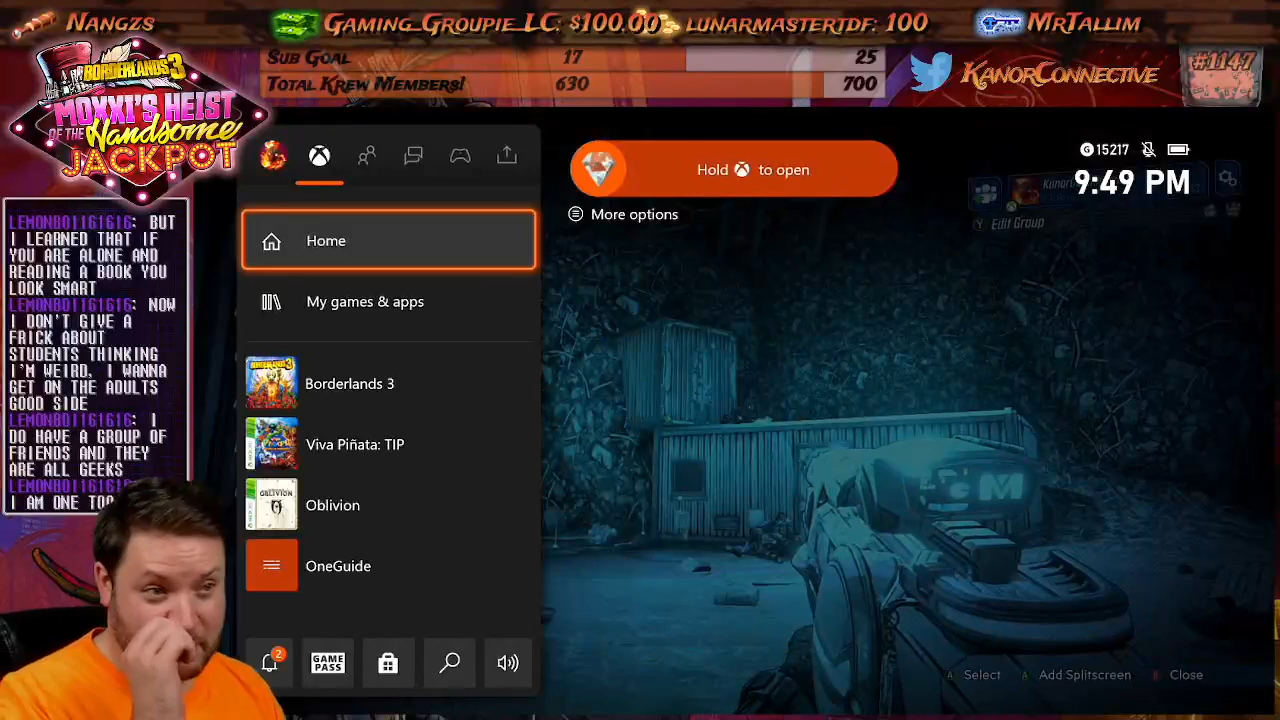 Nangzs
Gaming_Groupie_LC: $100.00
lunarmastertdf: 100
MrTallim
Sub Goal 17 25
Total Krew Members! 630 700
KanorConnective
#1147
Borderlands 3
Moxxi's Heist
of the Handsome
Jackpot
LEMONBOI161616: BUT
I LEARNED THAT IF
YOU ARE ALONE AND
READING A BOOK YOU
LOOK SMART
LEMONBOI161616: NOW
I DON'T GIVE A
FRICK ABOUT
STUDENTS THINKING
I'M WEIRD, I WANNA
GET ON THE ADULTS
GOOD SIDE
LEMONBOI161616: I
DO HAVE A GROUP OF
FRIENDS AND THEY
ARE ALL GEEKS
I AM ONE
Home
My games & apps
Borderlands 3
Viva Piñata: TIP
OBLIVION
Oblivion
OneGuide
2
GAME
PASS
Hold to open
More options
G 15217
9:49 PM
Y Edit Group
A Select A Add Splitscreen B Close